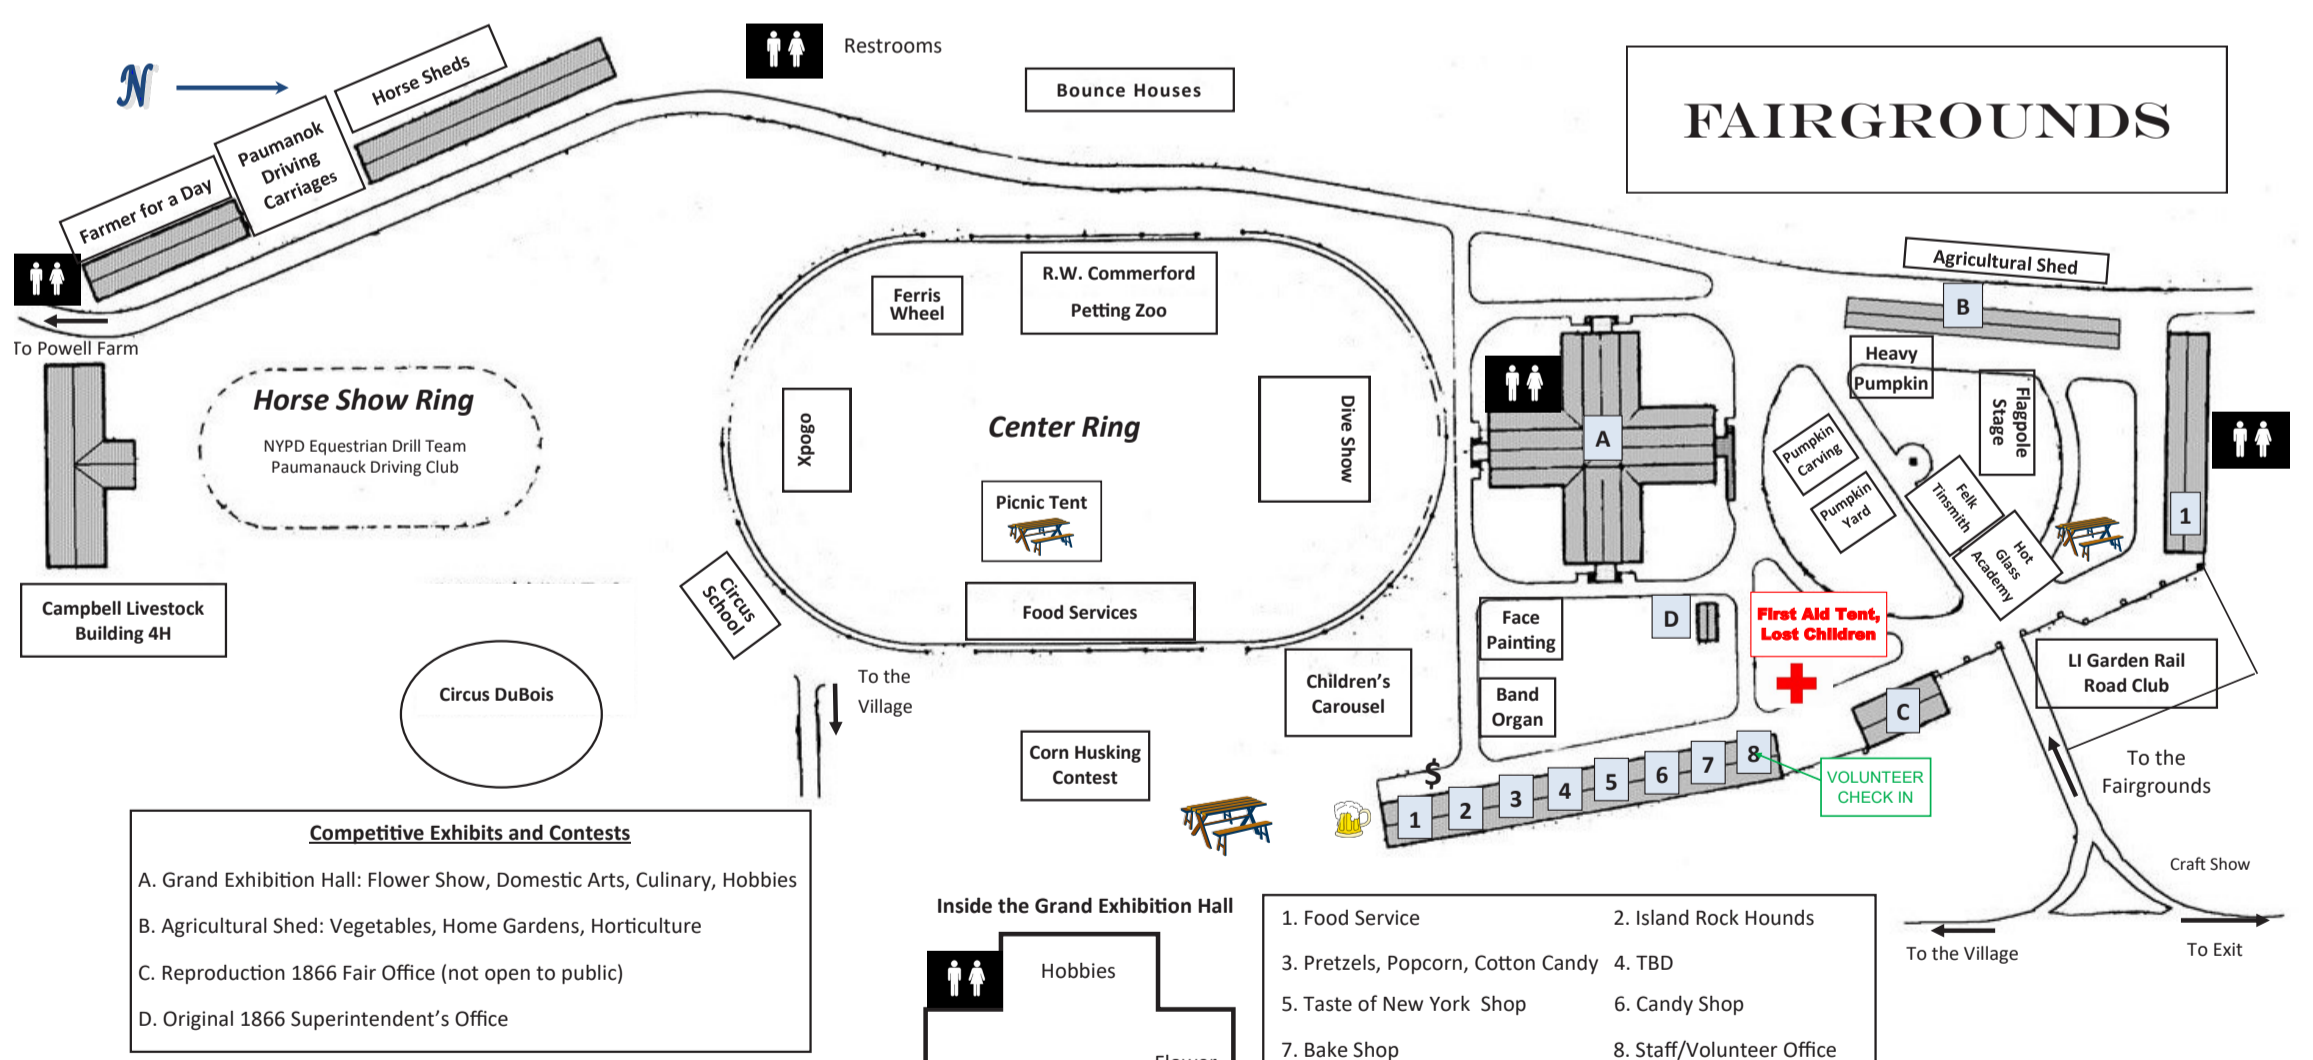 N
Restrooms
Horse Sheds
Bounce Houses
FAIRGROUNDS
Paumanok
Driving
Carriages
Farmer for a Day
To Powell Farm
Horse Show Ring
NYPD Equestrian Drill Team
Paumanauck Driving Club
Campbell Livestock
Building 4H
Circus DuBois
Circus
School
Ferris
Wheel
R.W. Commerford
Petting Zoo
Xpogo
Center Ring
Dive Show
Picnic Tent
Food Services
To the
Village
Children's
Carousel
Corn Husking
Contest
A
Face
Painting
Band
Organ
D
First Aid Tent,
Lost Children
Agricultural Shed
B
Heavy
Pumpkin
Flagpole
Stage
Pumpkin
Carving
Pumpkin
Yard
Felk
Tinsmith
Hot
Glass
Academy
1
LI Garden Rail
Road Club
C
$
1
2
3
4
5
6
7
8
VOLUNTEER
CHECK IN
To the
Fairgrounds
Craft Show
To the Village
To Exit
Competitive Exhibits and Contests
A. Grand Exhibition Hall: Flower Show, Domestic Arts, Culinary, Hobbies
B. Agricultural Shed: Vegetables, Home Gardens, Horticulture
C. Reproduction 1866 Fair Office (not open to public)
D. Original 1866 Superintendent's Office
Inside the Grand Exhibition Hall
Hobbies
1. Food Service
2. Island Rock Hounds
3. Pretzels, Popcorn, Cotton Candy
4. TBD
5. Taste of New York Shop
6. Candy Shop
7. Bake Shop
8. Staff/Volunteer Office